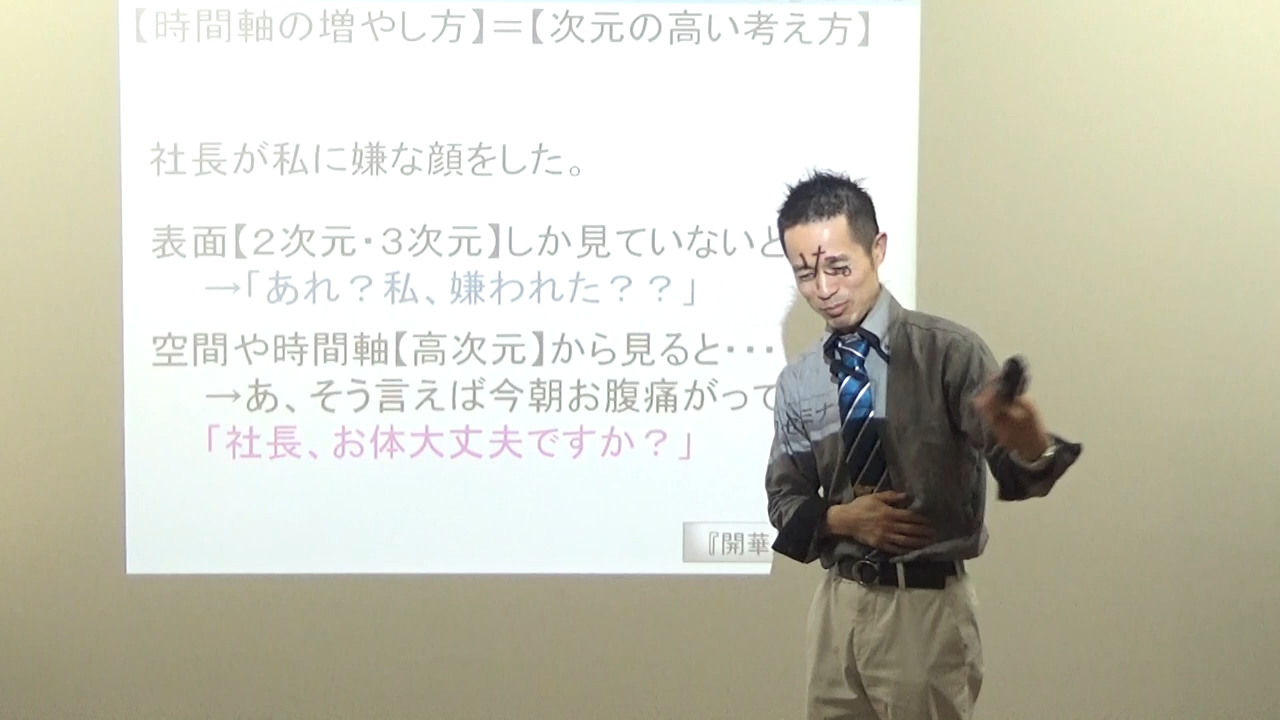 【時間軸の増やし方】＝【次元の高い考え方】
社長が私に嫌な顔をした。
表面【２次元・３次元】しか見ていないと
→「あれ？私、嫌われた？？」
空間や時間軸【高次元】から見ると・・・
→あ、そう言えば今朝お腹痛がって
「社長、お体大丈夫ですか？」
『開華